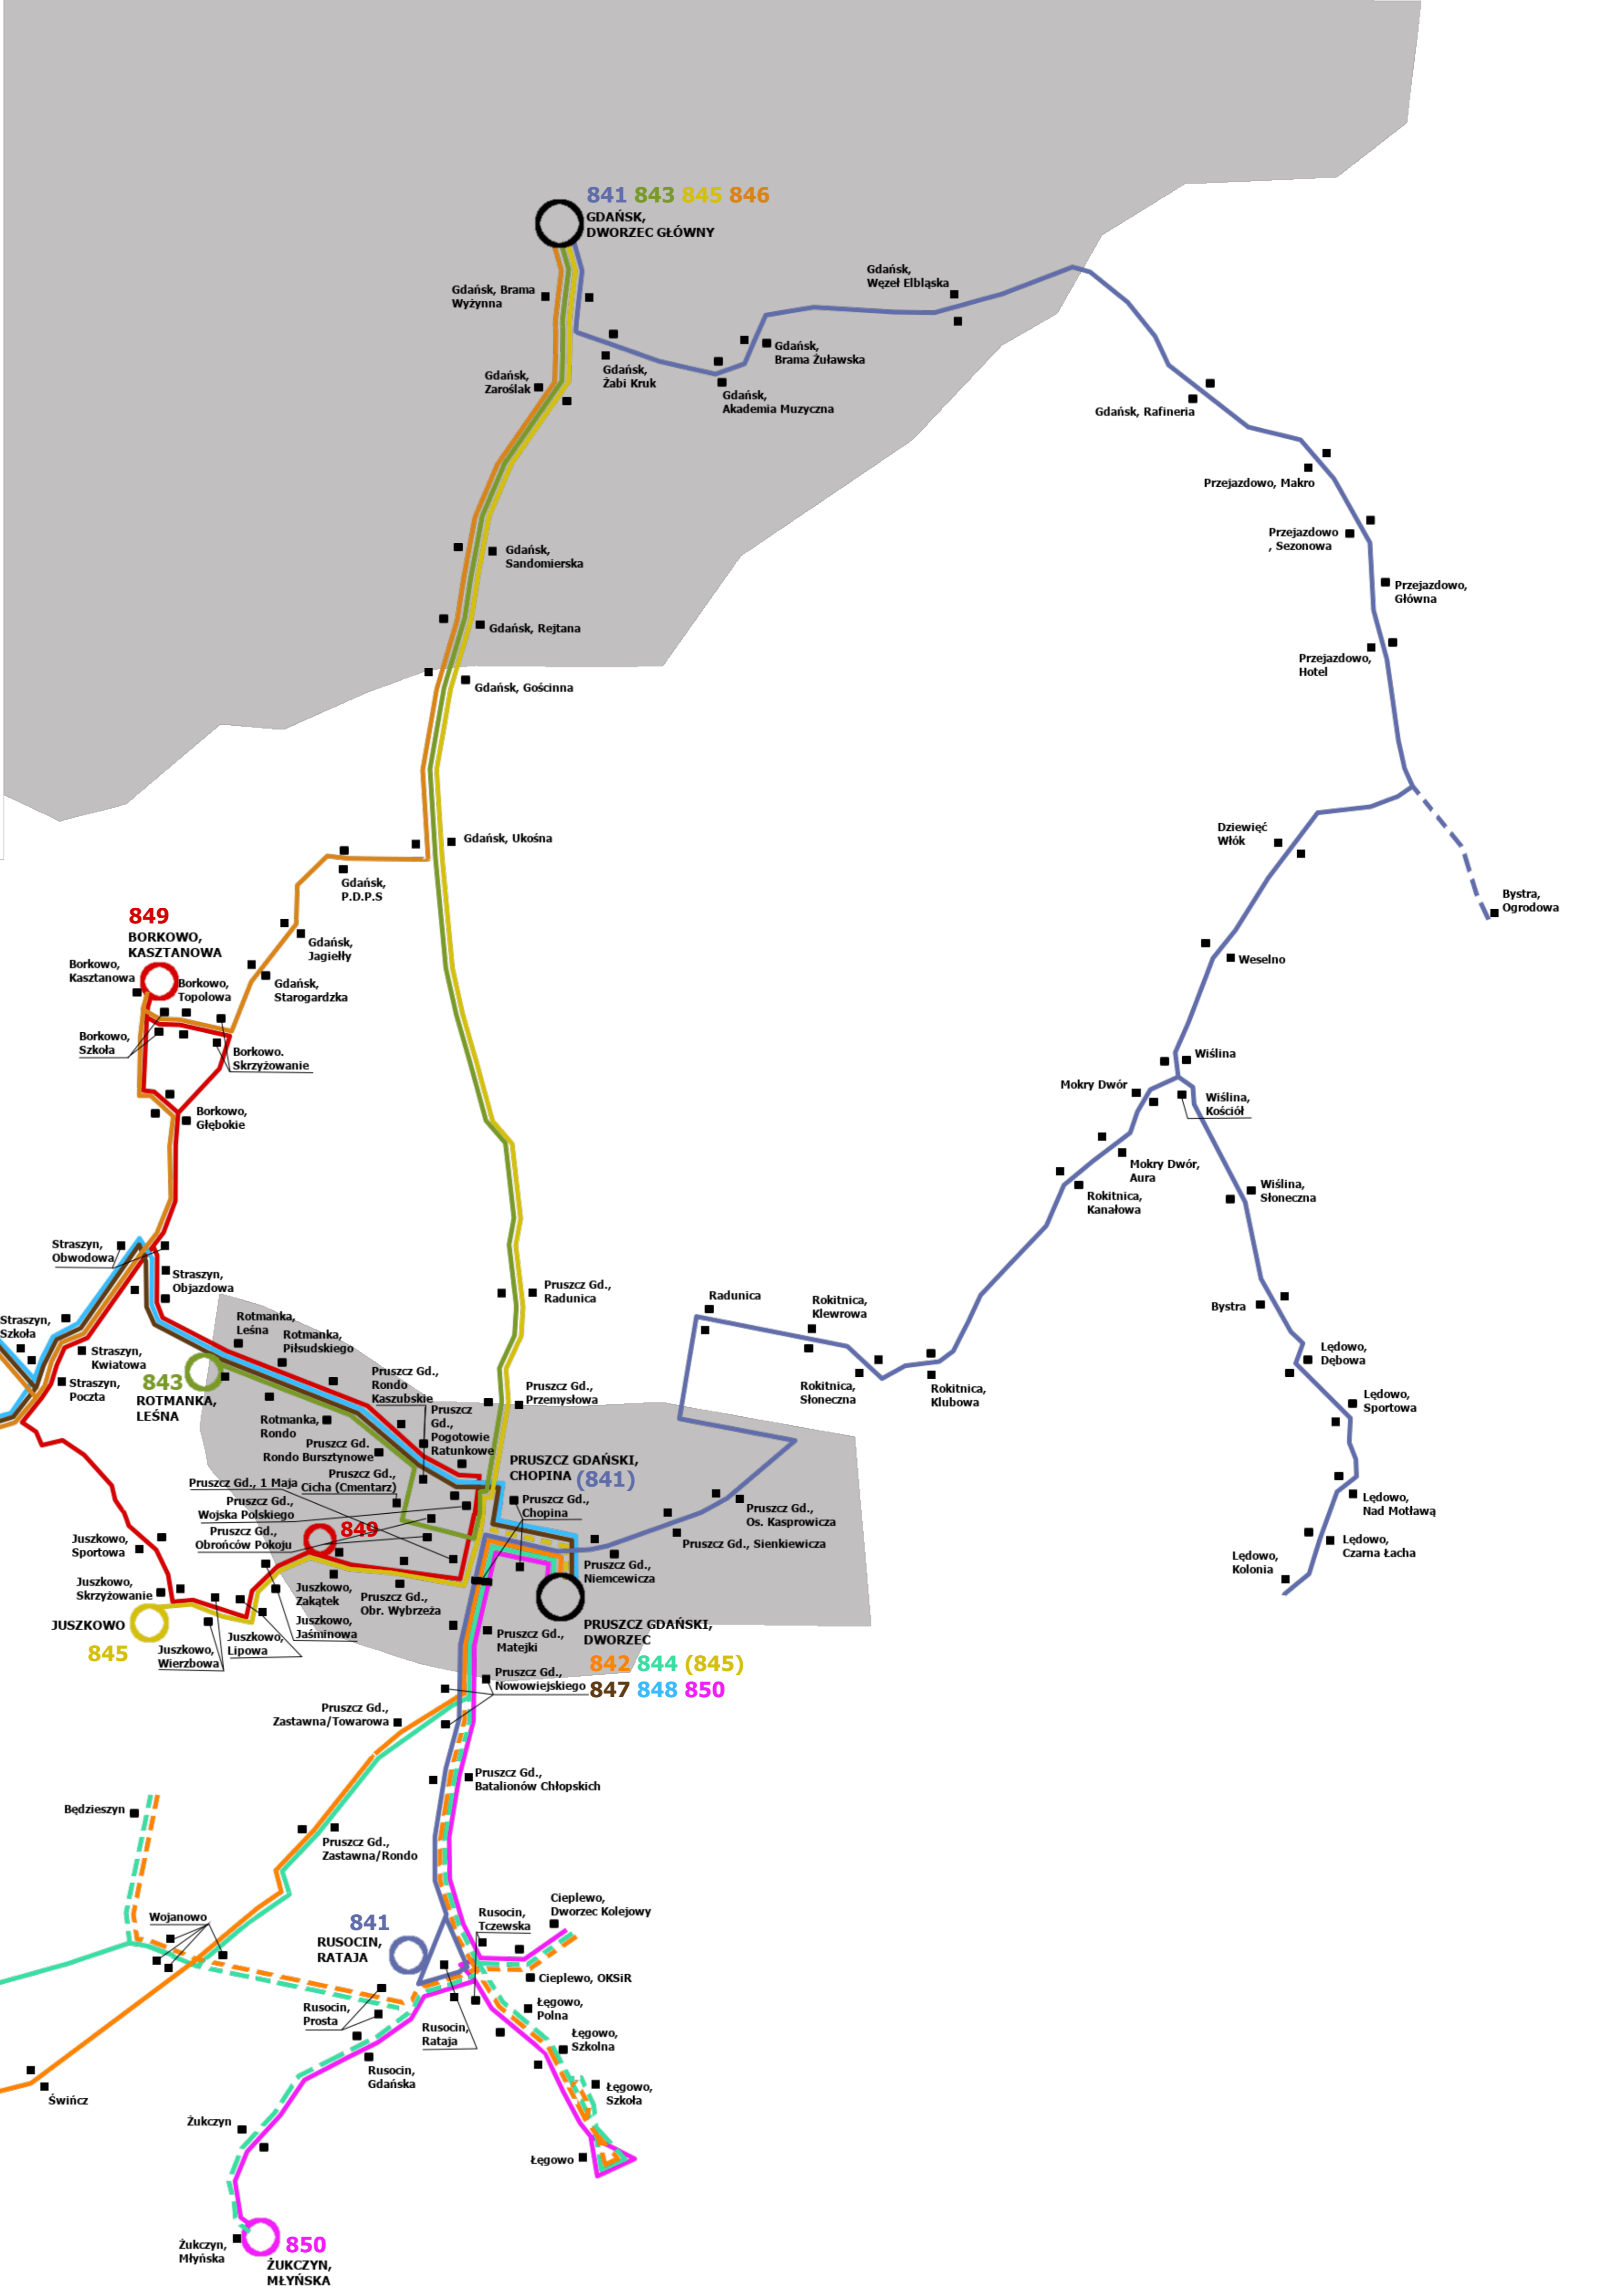 841 843 845 846
GDAŃSK,
DWORZEC GŁÓWNY
Gdańsk,
Węzeł Elbląska
Gdańsk, Brama
Wyżynna
Gdańsk,
Brama Żuławska
Gdańsk,
Żabi Kruk
Gdańsk,
Zaroślak
Gdańsk,
Akademia Muzyczna
Gdańsk, Rafineria
Przejazdowo, Makro
Przejazdowo
, Sezonowa
Gdańsk,
Sandomierska
Przejazdowo,
Główna
Gdańsk, Rejtana
Przejazdowo,
Hotel
Gdańsk, Gościnna
Dziewięć
Włók
Gdańsk, Ukośna
Gdańsk,
P.D.P.S
Bystra,
Ogrodowa
849
BORKOWO,
KASZTANOWA
Gdańsk,
Jagiełły
Weselno
Borkowo,
Kasztanowa
Borkowo,
Topolowa
Gdańsk,
Starogardzka
Borkowo,
Szkoła
Borkowo.
Skrzyżowanie
Wiślina
Mokry Dwór
Wiślina,
Kościół
Borkowo,
Głębokie
Mokry Dwór,
Aura
Wiślina,
Słoneczna
Rokitnica,
Kanałowa
Straszyn,
Obwodowa
Straszyn,
Objazdowa
Pruszcz Gd.,
Radunica
Radunica
Rokitnica,
Klewrowa
Bystra
Straszyn,
Szkoła
Rotmanka,
Leśna
Rotmanka,
Piłsudskiego
Straszyn,
Kwiatowa
Lędowo,
Dębowa
Pruszcz Gd.,
Rondo
Kaszubskie
Straszyn,
Poczta
843
ROTMANKA,
LEŚNA
Pruszcz Gd.,
Przemysłowa
Rokitnica,
Słoneczna
Rokitnica,
Klubowa
Lędowo,
Sportowa
Pruszcz
Gd.,
Pogotowie
Ratunkowe
Rotmanka,
Rondo
Pruszcz Gd.
Rondo Bursztynowe
PRUSZCZ GDAŃSKI,
CHOPINA (841)
Pruszcz Gd.,
Cicha (Cmentarz)
Pruszcz Gd., 1 Maja
Pruszcz Gd.,
Wojska Polskiego
Pruszcz Gd.,
Chopina
Pruszcz Gd.,
Os. Kasprowicza
Lędowo,
Nad Motławą
849
Pruszcz Gd.,
Obrońców Pokoju
Pruszcz Gd., Sienkiewicza
Juszkowo,
Sportowa
Lędowo,
Czarna Łacha
Pruszcz Gd.,
Niemcewicza
Lędowo,
Kolonia
Juszkowo,
Skrzyżowanie
Juszkowo,
Zakątek
Pruszcz Gd.,
Obr. Wybrzeża
JUSZKOWO
845
Juszkowo,
Jaśminowa
Juszkowo,
Lipowa
Juszkowo,
Wierzbowa
Pruszcz Gd.,
Matejki
PRUSZCZ GDAŃSKI,
DWORZEC
842 844 (845)
847 848 850
Pruszcz Gd.,
Nowowiejskiego
Pruszcz Gd.,
Zastawna/Towarowa
Pruszcz Gd.,
Batalionów Chłopskich
Będzieszyn
Pruszcz Gd.,
Zastawna/Rondo
Wojanowo
841
RUSOCIN,
RATAJA
Rusocin,
Tczewska
Cieplewo,
Dworzec Kolejowy
Cieplewo, OKSiR
Rusocin,
Prosta
Łęgowo,
Polna
Rusocin,
Rataja
Łęgowo,
Szkolna
Rusocin,
Gdańska
Łęgowo,
Szkoła
Świńcz
Żukczyn
Łęgowo
Żukczyn,
Młyńska
850
ŻUKCZYN,
MŁYŃSKA